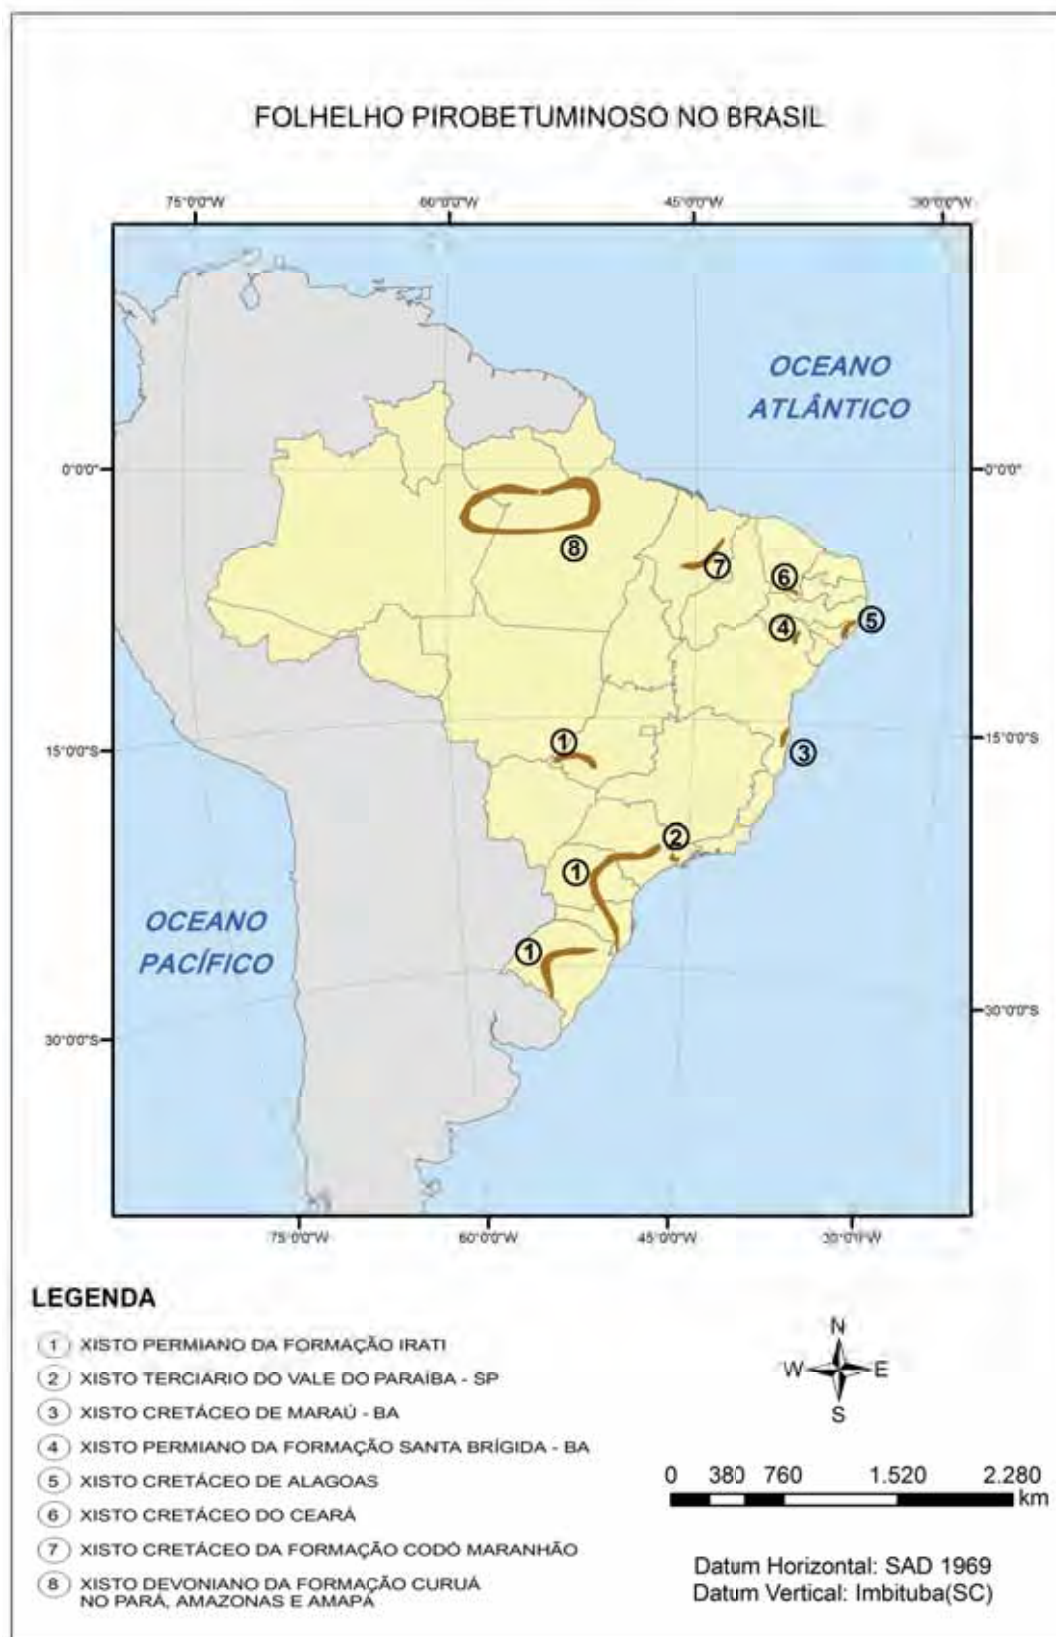 FOLHELHO PIROBETUMINOSO NO BRASIL
75°0'0"W 60°0'0"W 45°0'0"W 30°0'0"W
OCEANO
ATLÂNTICO
0°0'0" 0°0'0"
8
7
6
5
4
15°0'0"S 15°0'0"S
1
3
2
1
OCEANO
PACÍFICO
1
30°0'0"S 30°0'0"S
75°0'0"W 60°0'0"W 45°0'0"W 30°0'0"W
LEGENDA
1 XISTO PERMIANO DA FORMAÇÃO IRATI
2 XISTO TERCIARIO DO VALE DO PARAÍBA - SP
3 XISTO CRETÁCEO DE MARAÚ - BA
4 XISTO PERMIANO DA FORMAÇÃO SANTA BRÍGIDA - BA
5 XISTO CRETÁCEO DE ALAGOAS
6 XISTO CRETÁCEO DO CEARÁ
7 XISTO CRETÁCEO DA FORMAÇÃO CODÓ MARANHÃO
8 XISTO DEVONIANO DA FORMAÇÃO CURUÁ
NO PARÁ, AMAZONAS E AMAPÁ
N
W E
S
0 380 760 1.520 2.280
km
Datum Horizontal: SAD 1969
Datum Vertical: Imbituba(SC)